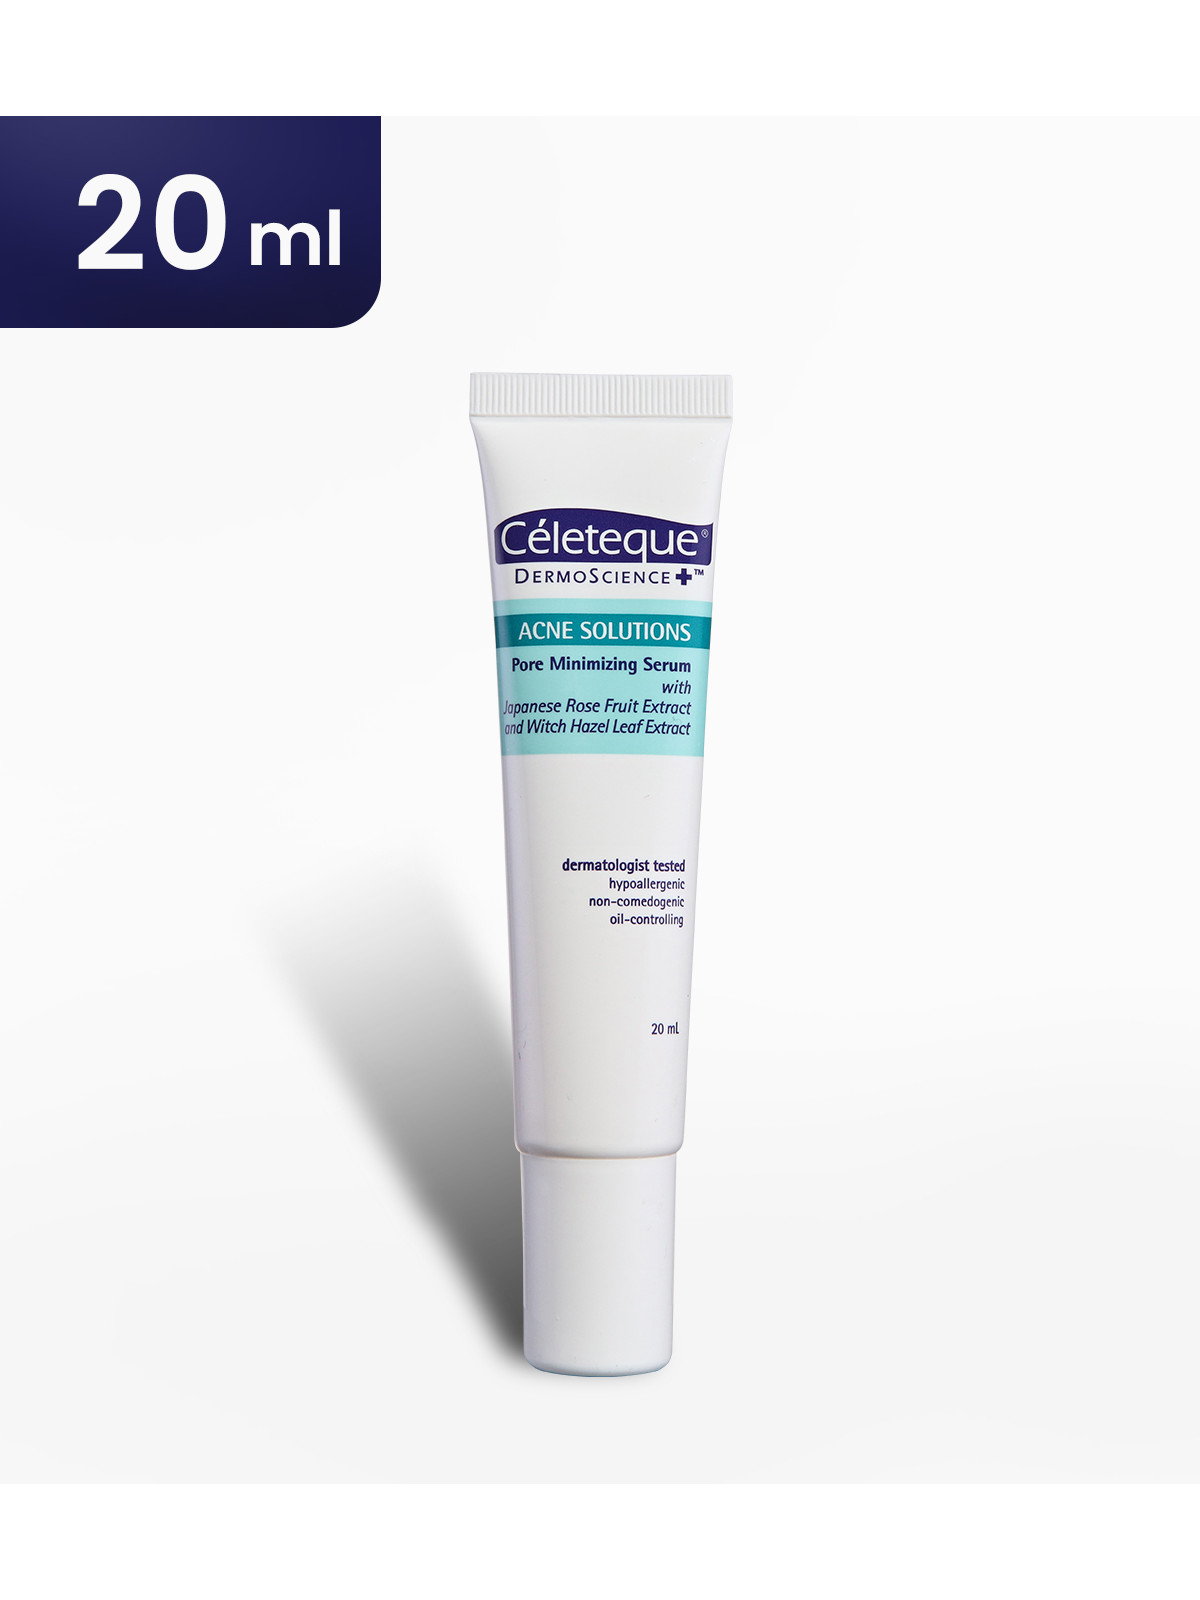 20 ml
Céleteque®
DERMOSCIENCE+™
ACNE SOLUTIONS
Pore Minimizing Serum
with
Japanese Rose Fruit Extract
and Witch Hazel Leaf Extract
dermatologist tested
hypoallergenic
non-comedogenic
oil-controlling
20 mL